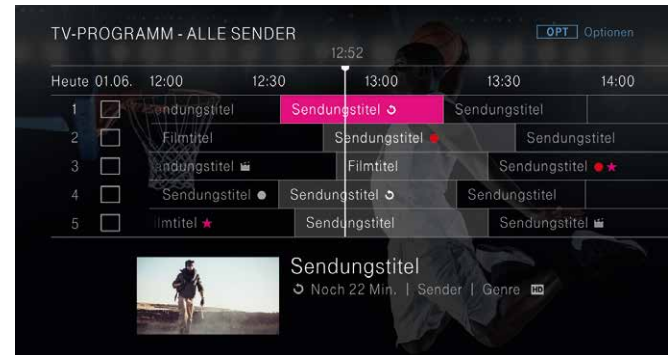 TV-PROGRAMM - ALLE SENDER OPT Optionen
12:52
Heute 01.06. 12:00 12:30 13:00 13:30 14:00
1 endungstitel Sendungstitel Sendungstitel
2 Filmtitel Sendungstitel Sendungstitel
3 endungstitel Filmtitel Sendungstitel
4 Sendungstitel Sendungstitel Sendungstitel
5 ilmtitel Sendungstitel Sendungstitel
Sendungstitel
Noch 22 Min. | Sender | Genre HD